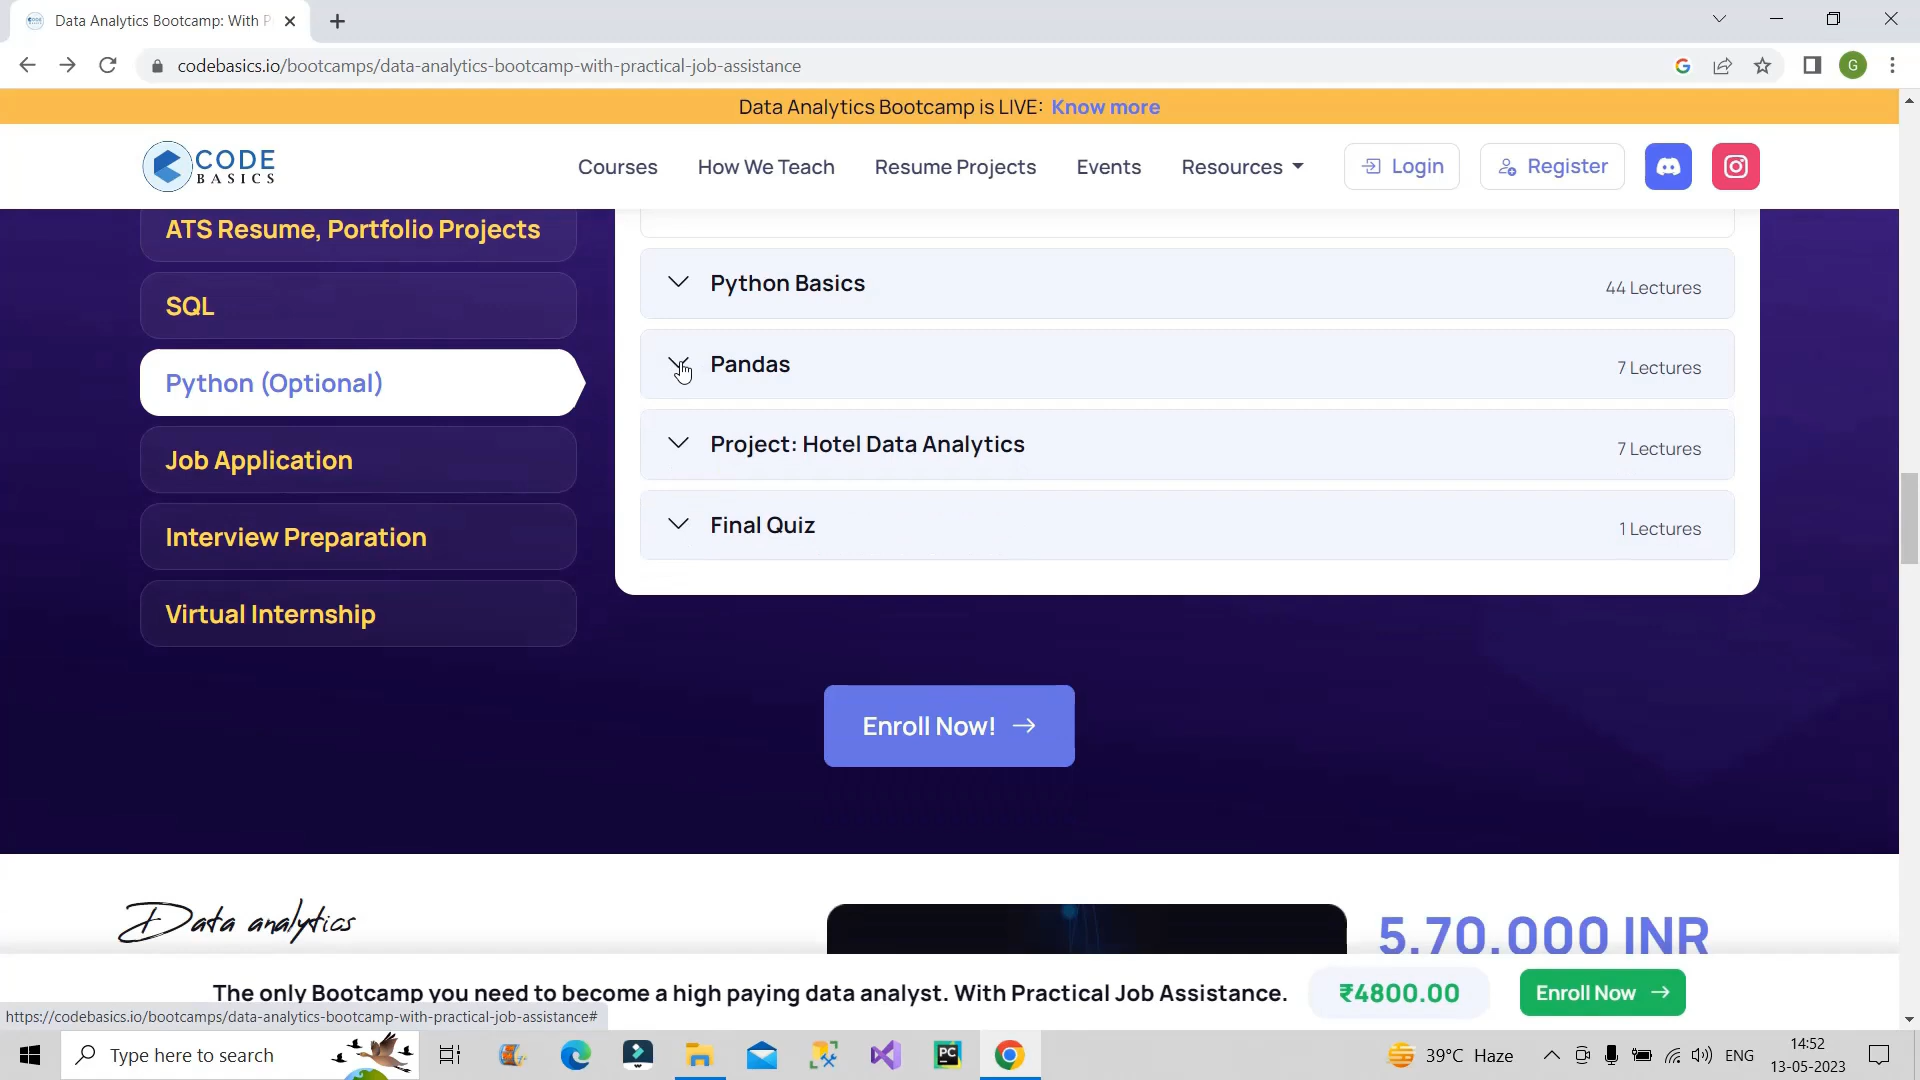 Data Analytics Bootcamp: With P
codebasics.io/bootcamps/data-analytics-bootcamp-with-practical-job-assistance
G
Data Analytics Bootcamp is LIVE: Know more
CODE
BASICS
Courses
How We Teach
Resume Projects
Events
Resources
Login
Register
ATS Resume, Portfolio Projects
SQL
Python (Optional)
Job Application
Interview Preparation
Virtual Internship
Python Basics
44 Lectures
Pandas
7 Lectures
Project: Hotel Data Analytics
7 Lectures
Final Quiz
1 Lectures
Enroll Now!
Data analytics
5,70,000 INR
The only Bootcamp you need to become a high paying data analyst. With Practical Job Assistance.
₹4800.00
Enroll Now
https://codebasics.io/bootcamps/data-analytics-bootcamp-with-practical-job-assistance#
Type here to search
PC
39°C Haze
ENG
14:52
13-05-2023